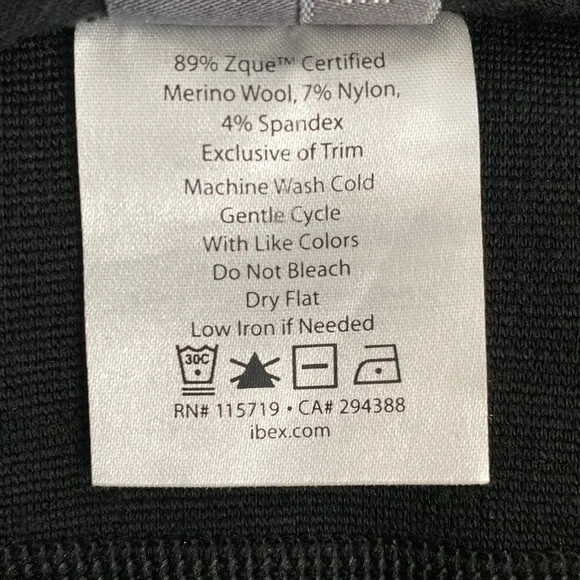 89% Zque™ Certified
Merino Wool, 7% Nylon,
4% Spandex
Exclusive of Trim
Machine Wash Cold
Gentle Cycle
With Like Colors
Do Not Bleach
Dry Flat
Low Iron if Needed
30C
RN# 115719 • CA# 294388
ibex.com